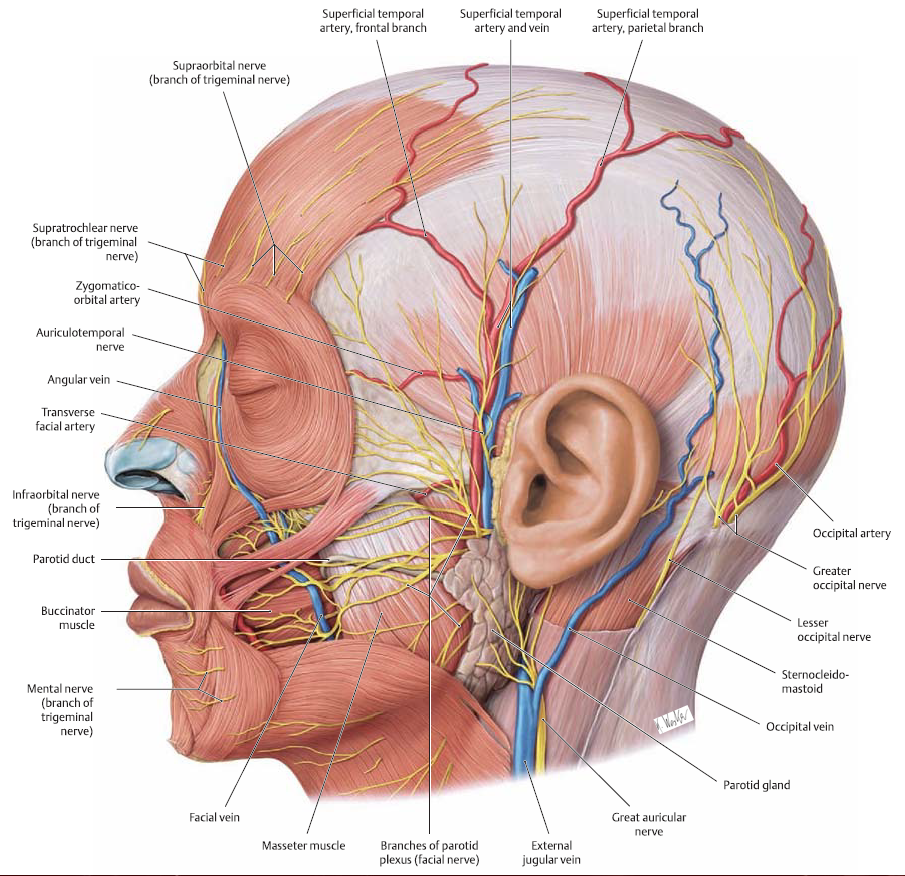 Superficial temporal
artery, frontal branch
Superficial temporal
artery and vein
Superficial temporal
artery, parietal branch
Supraorbital nerve
(branch of trigeminal nerve)
Supratrochlear nerve
(branch of trigeminal
nerve)
Zygomatico-
orbital artery
Auriculotemporal
nerve
Angular vein
Transverse
facial artery
Infraorbital nerve
(branch of
trigeminal nerve)
Parotid duct
Buccinator
muscle
Mental nerve
(branch of
trigeminal
nerve)
Occipital artery
Greater
occipital nerve
Lesser
occipital nerve
Sternocleido-
mastoid
Occipital vein
Parotid gland
Great auricular
nerve
Facial vein
Masseter muscle
Branches of parotid
plexus (facial nerve)
External
jugular vein